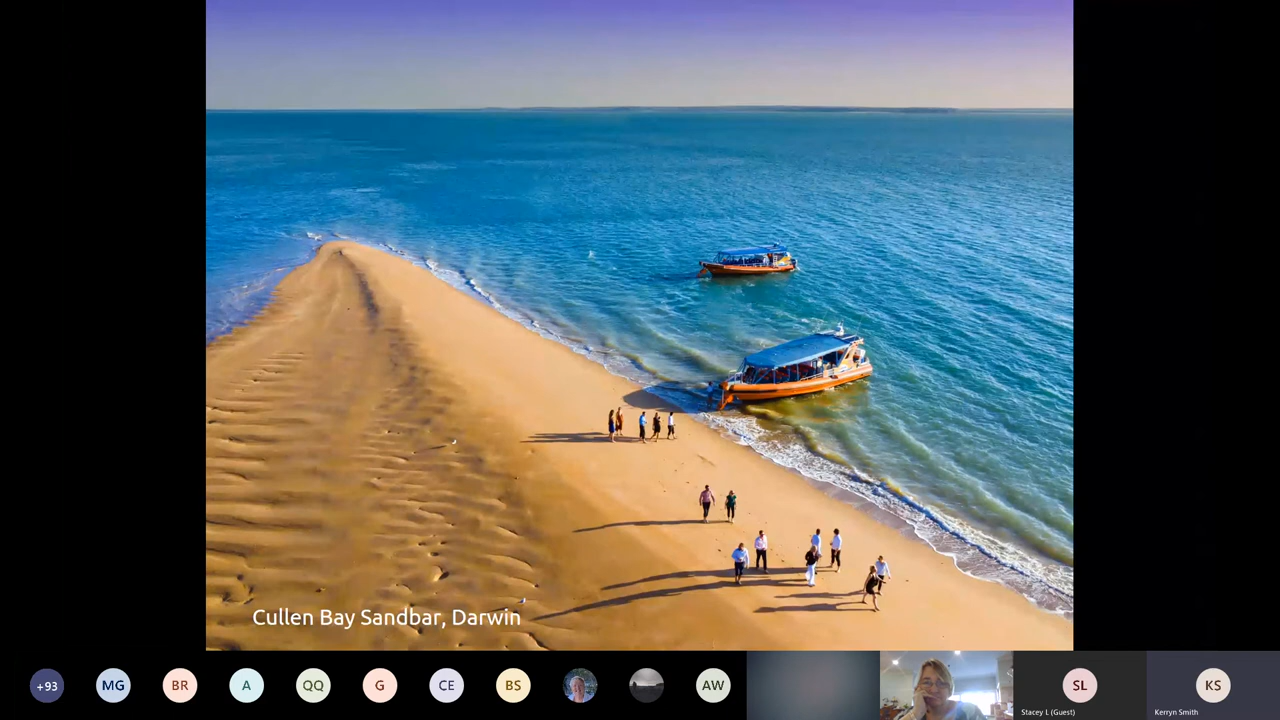 Cullen Bay Sandbar, Darwin
+93
MG
BR
A
QQ
G
CE
BS
AW
SL
Stacey L (Guest)
KS
Kerryn Smith